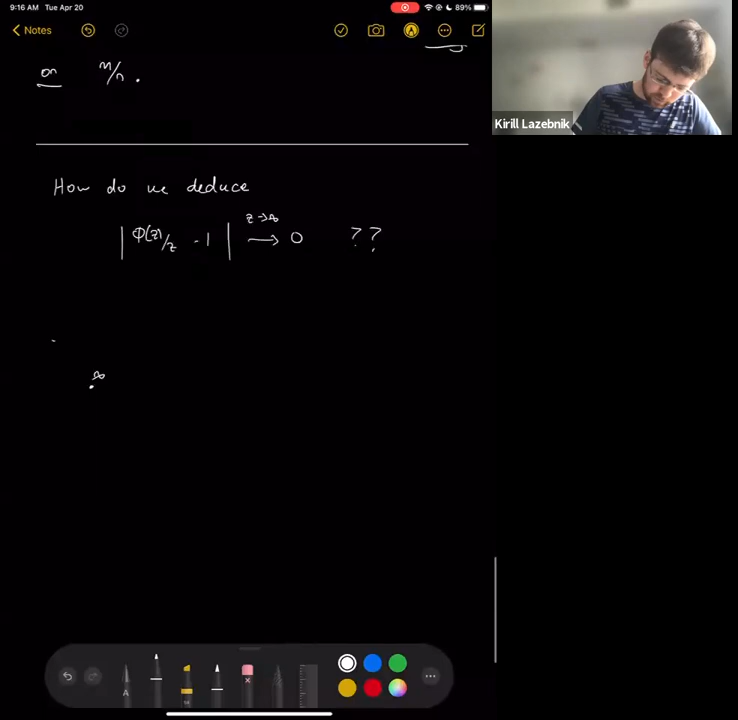 9:16 AM Tue Apr 20
89%
Notes
on m/n.
Kirill Lazebnik
How do we deduce
| Φ(z)/z - 1 | z→∞ ⟶ 0 ??
∞
A